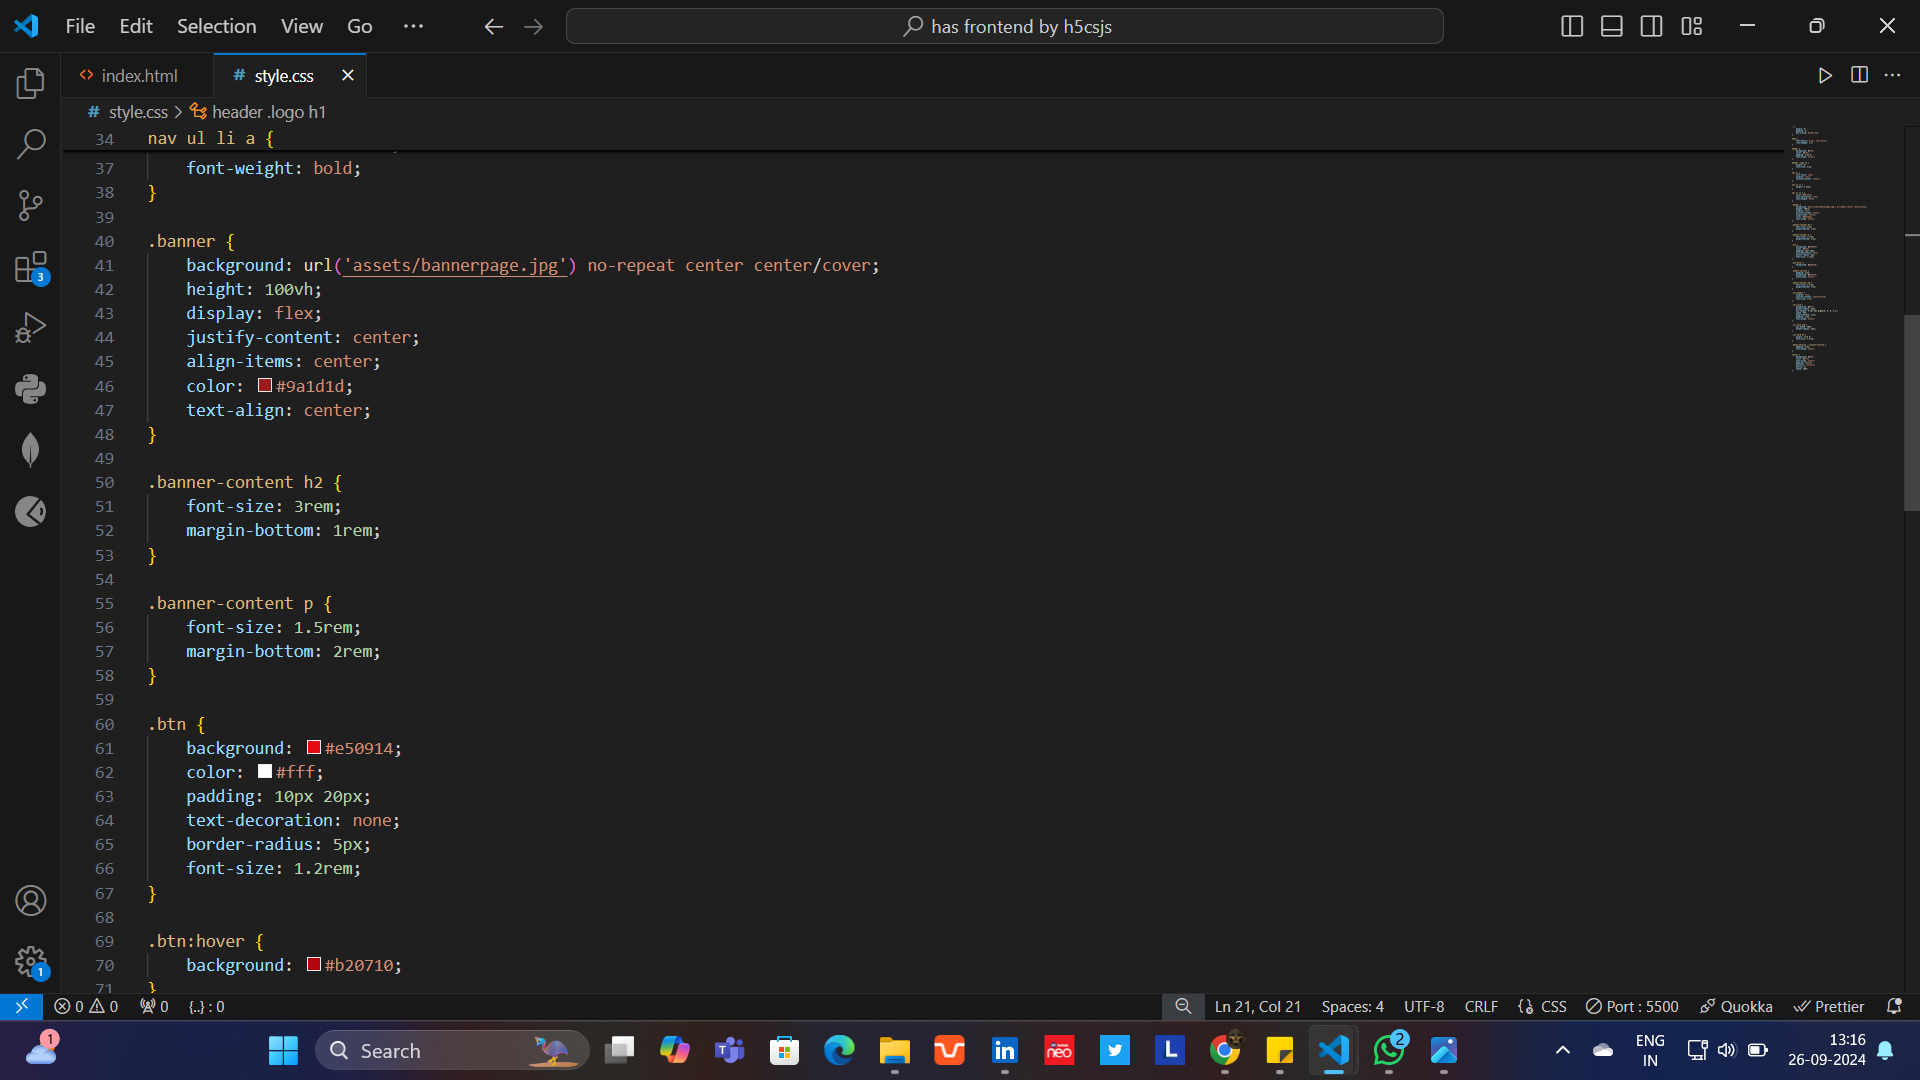 File Edit Selection View Go ··· has frontend by h5csjs
index.html # style.css
# style.css > header .logo h1
34 nav ul li a {
37 font-weight: bold;
38 }
39
40 .banner {
41 background: url('assets/bannerpage.jpg') no-repeat center center/cover;
42 height: 100vh;
43 display: flex;
44 justify-content: center;
45 align-items: center;
46 color: #9a1d1d;
47 text-align: center;
48 }
49
50 .banner-content h2 {
51 font-size: 3rem;
52 margin-bottom: 1rem;
53 }
54
55 .banner-content p {
56 font-size: 1.5rem;
57 margin-bottom: 2rem;
58 }
59
60 .btn {
61 background: #e50914;
62 color: #fff;
63 padding: 10px 20px;
64 text-decoration: none;
65 border-radius: 5px;
66 font-size: 1.2rem;
67 }
68
69 .btn:hover {
70 background: #b20710;
71 }
3
1
0 0 0 {..} : 0 Ln 21, Col 21 Spaces: 4 UTF-8 CRLF CSS Port : 5500 Quokka Prettier
1 Search T neo L 2 ENG IN 13:16 26-09-2024